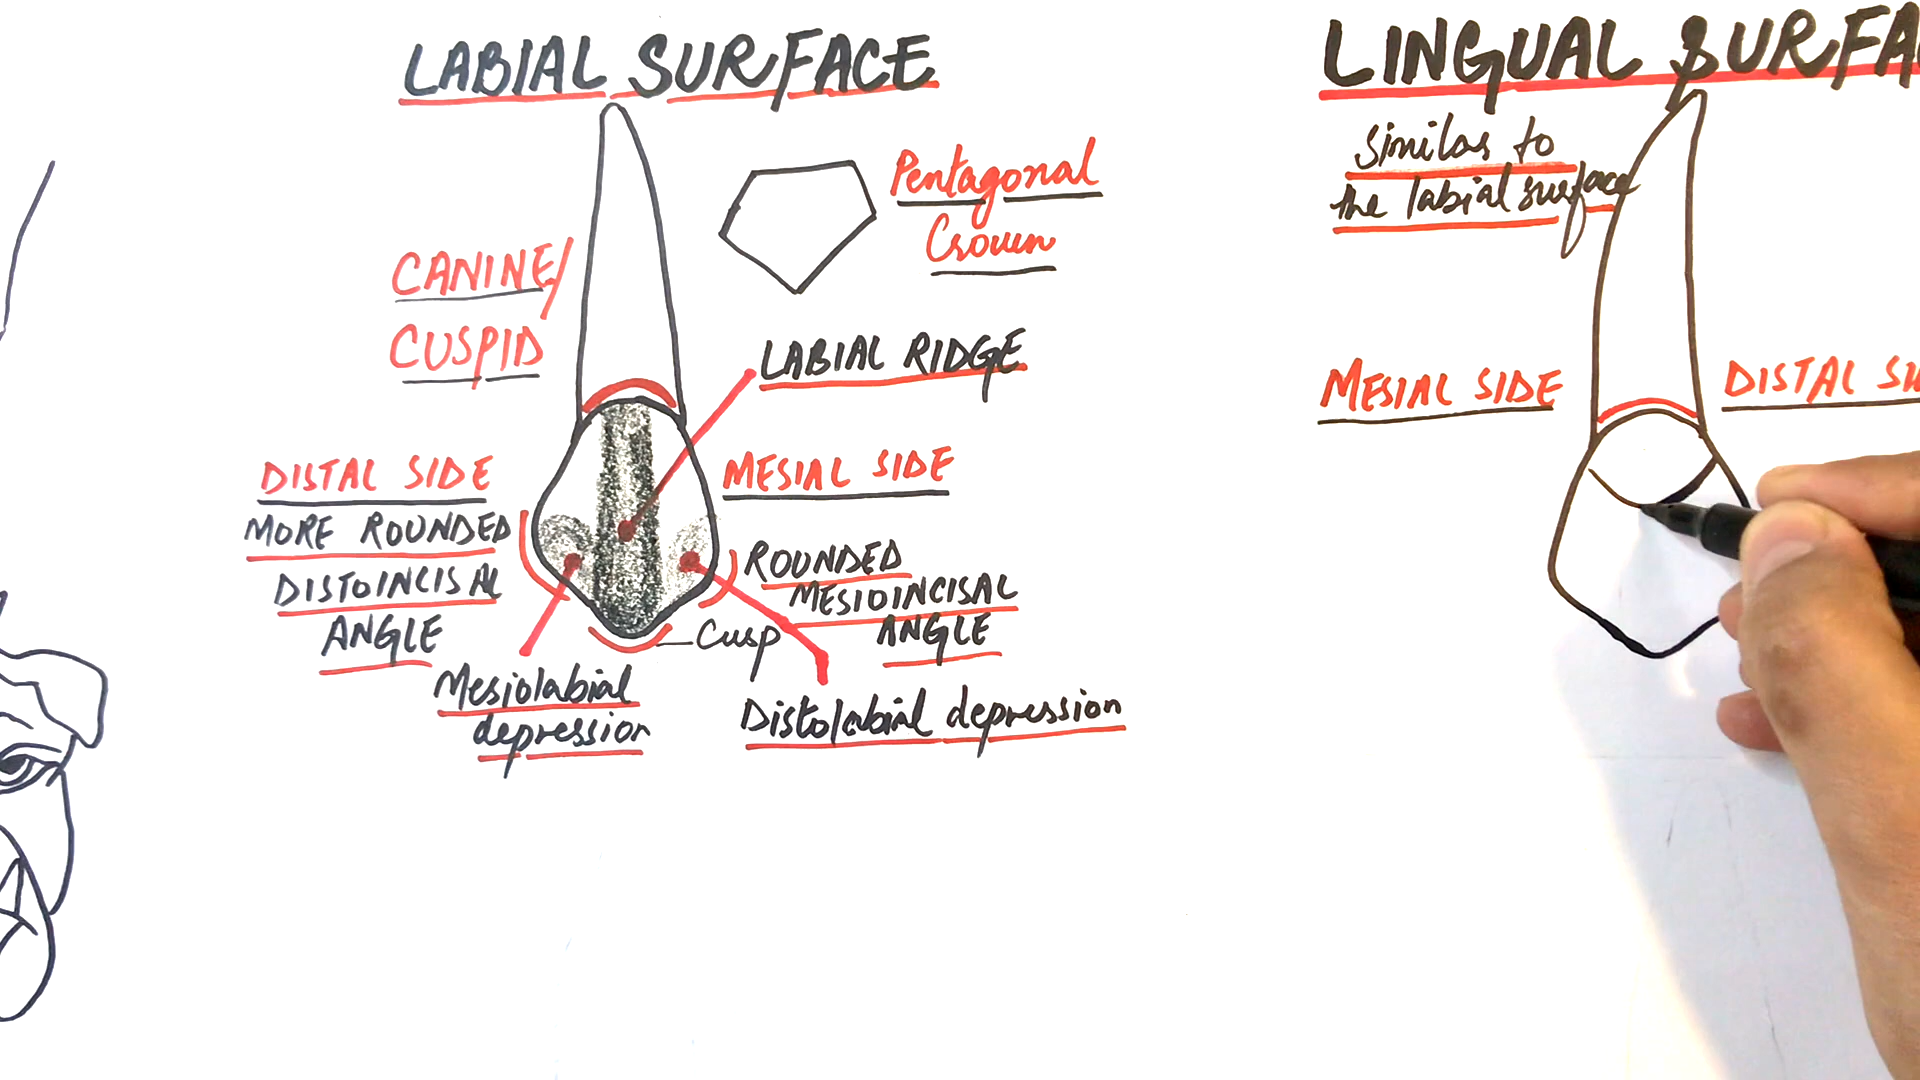 LABIAL SURFACE
Pentagonal
Crown
CANINE/
CUSPID
LABIAL RIDGE
DISTAL SIDE
MESIAL SIDE
MORE ROUNDED
DISTOINCISAL
ANGLE
ROUNDED
MESIOINCISAL
ANGLE
Cusp
Mesiolabial
depression
Distolabial depression
LINGUAL SURFA
Similar to
the labial surface
MESIAL SIDE
DISTAL SI